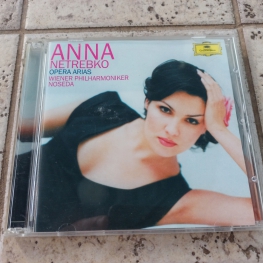 ANNA
NETREBKO
OPERA ARIAS
WIENER PHILHARMONIKER
NOSEDA